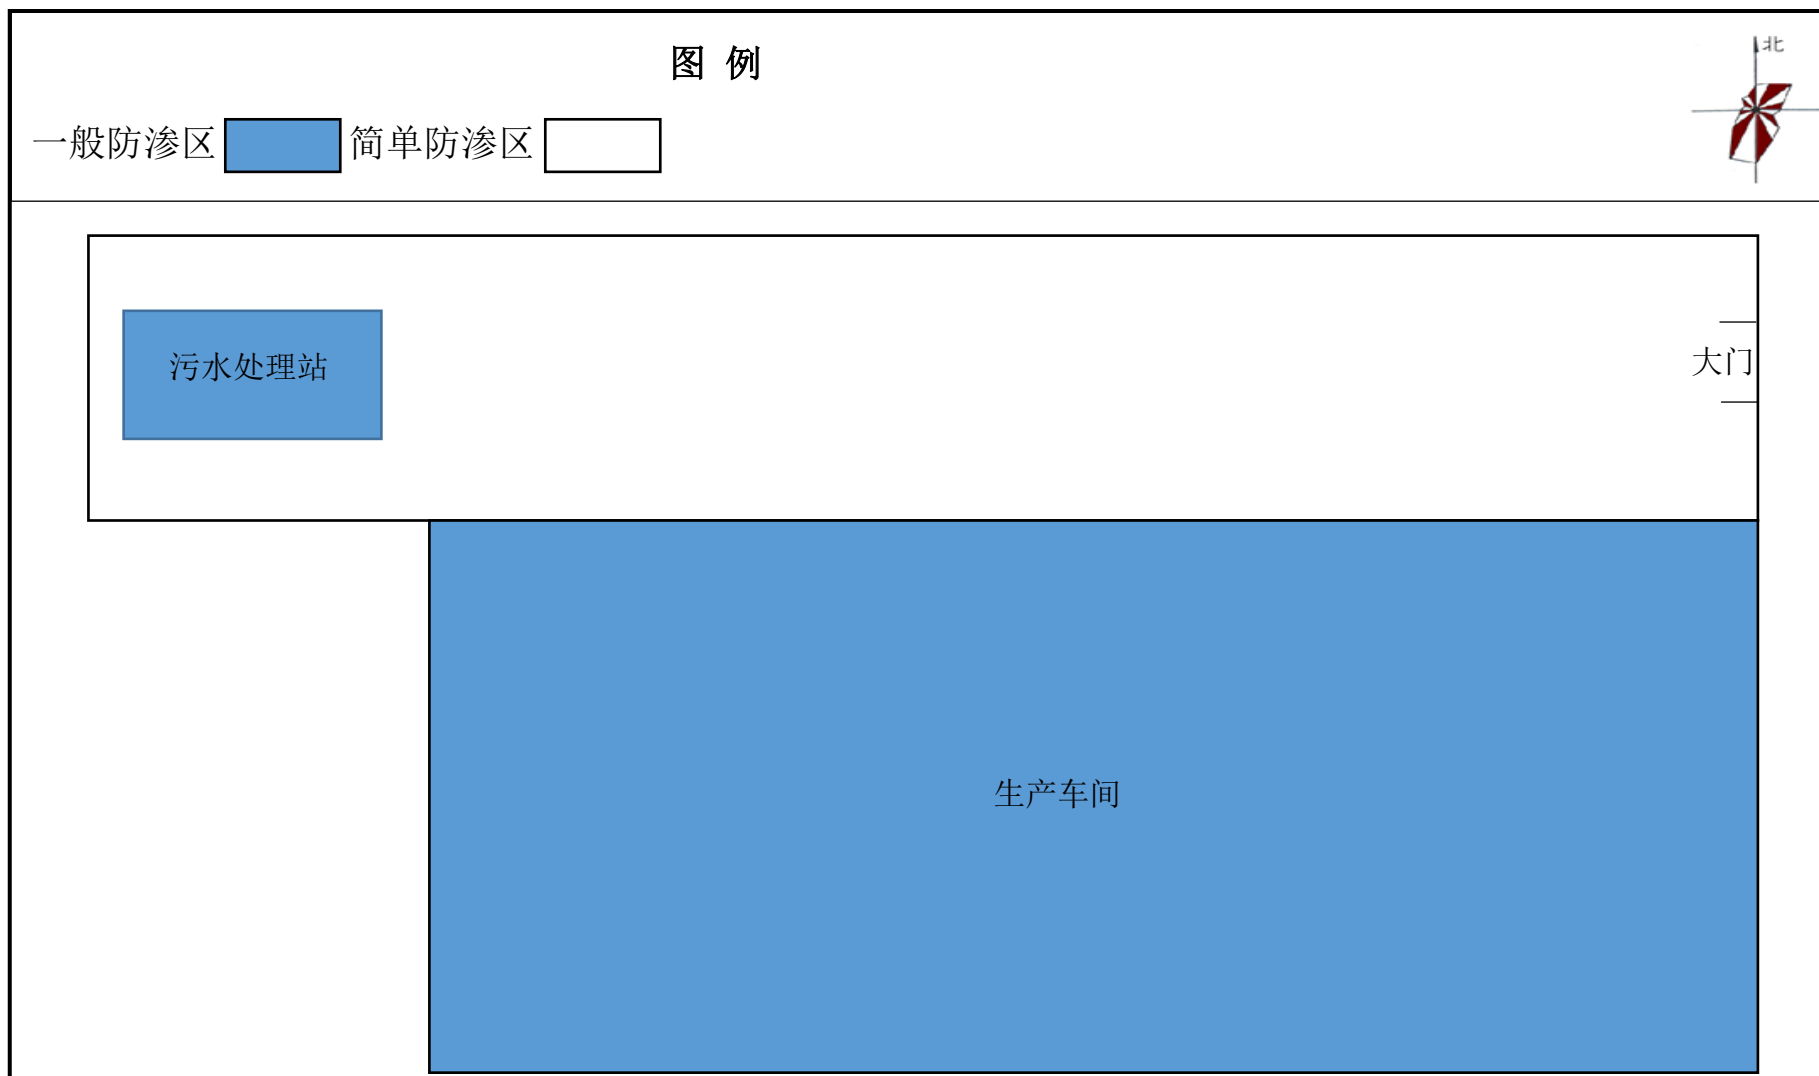 图 例
北
一般防渗区 简单防渗区
污水处理站
大门
生产车间